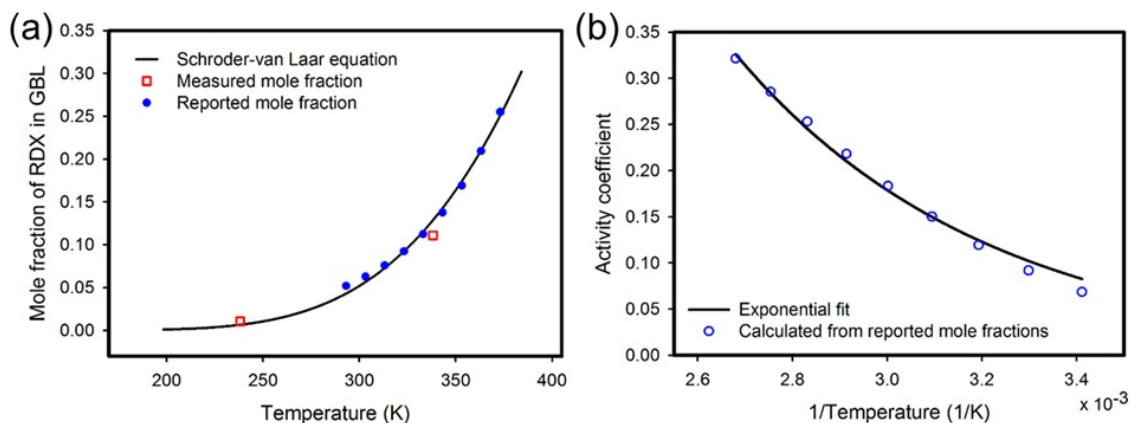 (a)
0.35
0.30
0.25
0.20
0.15
0.10
0.05
0.00
Mole fraction of RDX in GBL
Schroder-van Laar equation
Measured mole fraction
Reported mole fraction
200 250 300 350 400
Temperature (K)
(b)
0.35
0.30
0.25
0.20
0.15
0.10
0.05
0.00
Activity coefficient
Exponential fit
Calculated from reported mole fractions
2.6 2.8 3.0 3.2 3.4
x 10⁻³
1/Temperature (1/K)